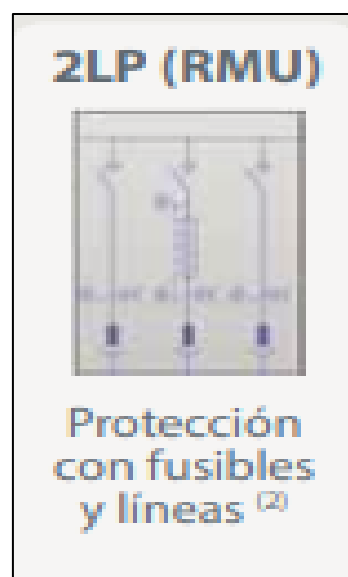 2LP (RMU)
Protección
con fusibles
y líneas (2)